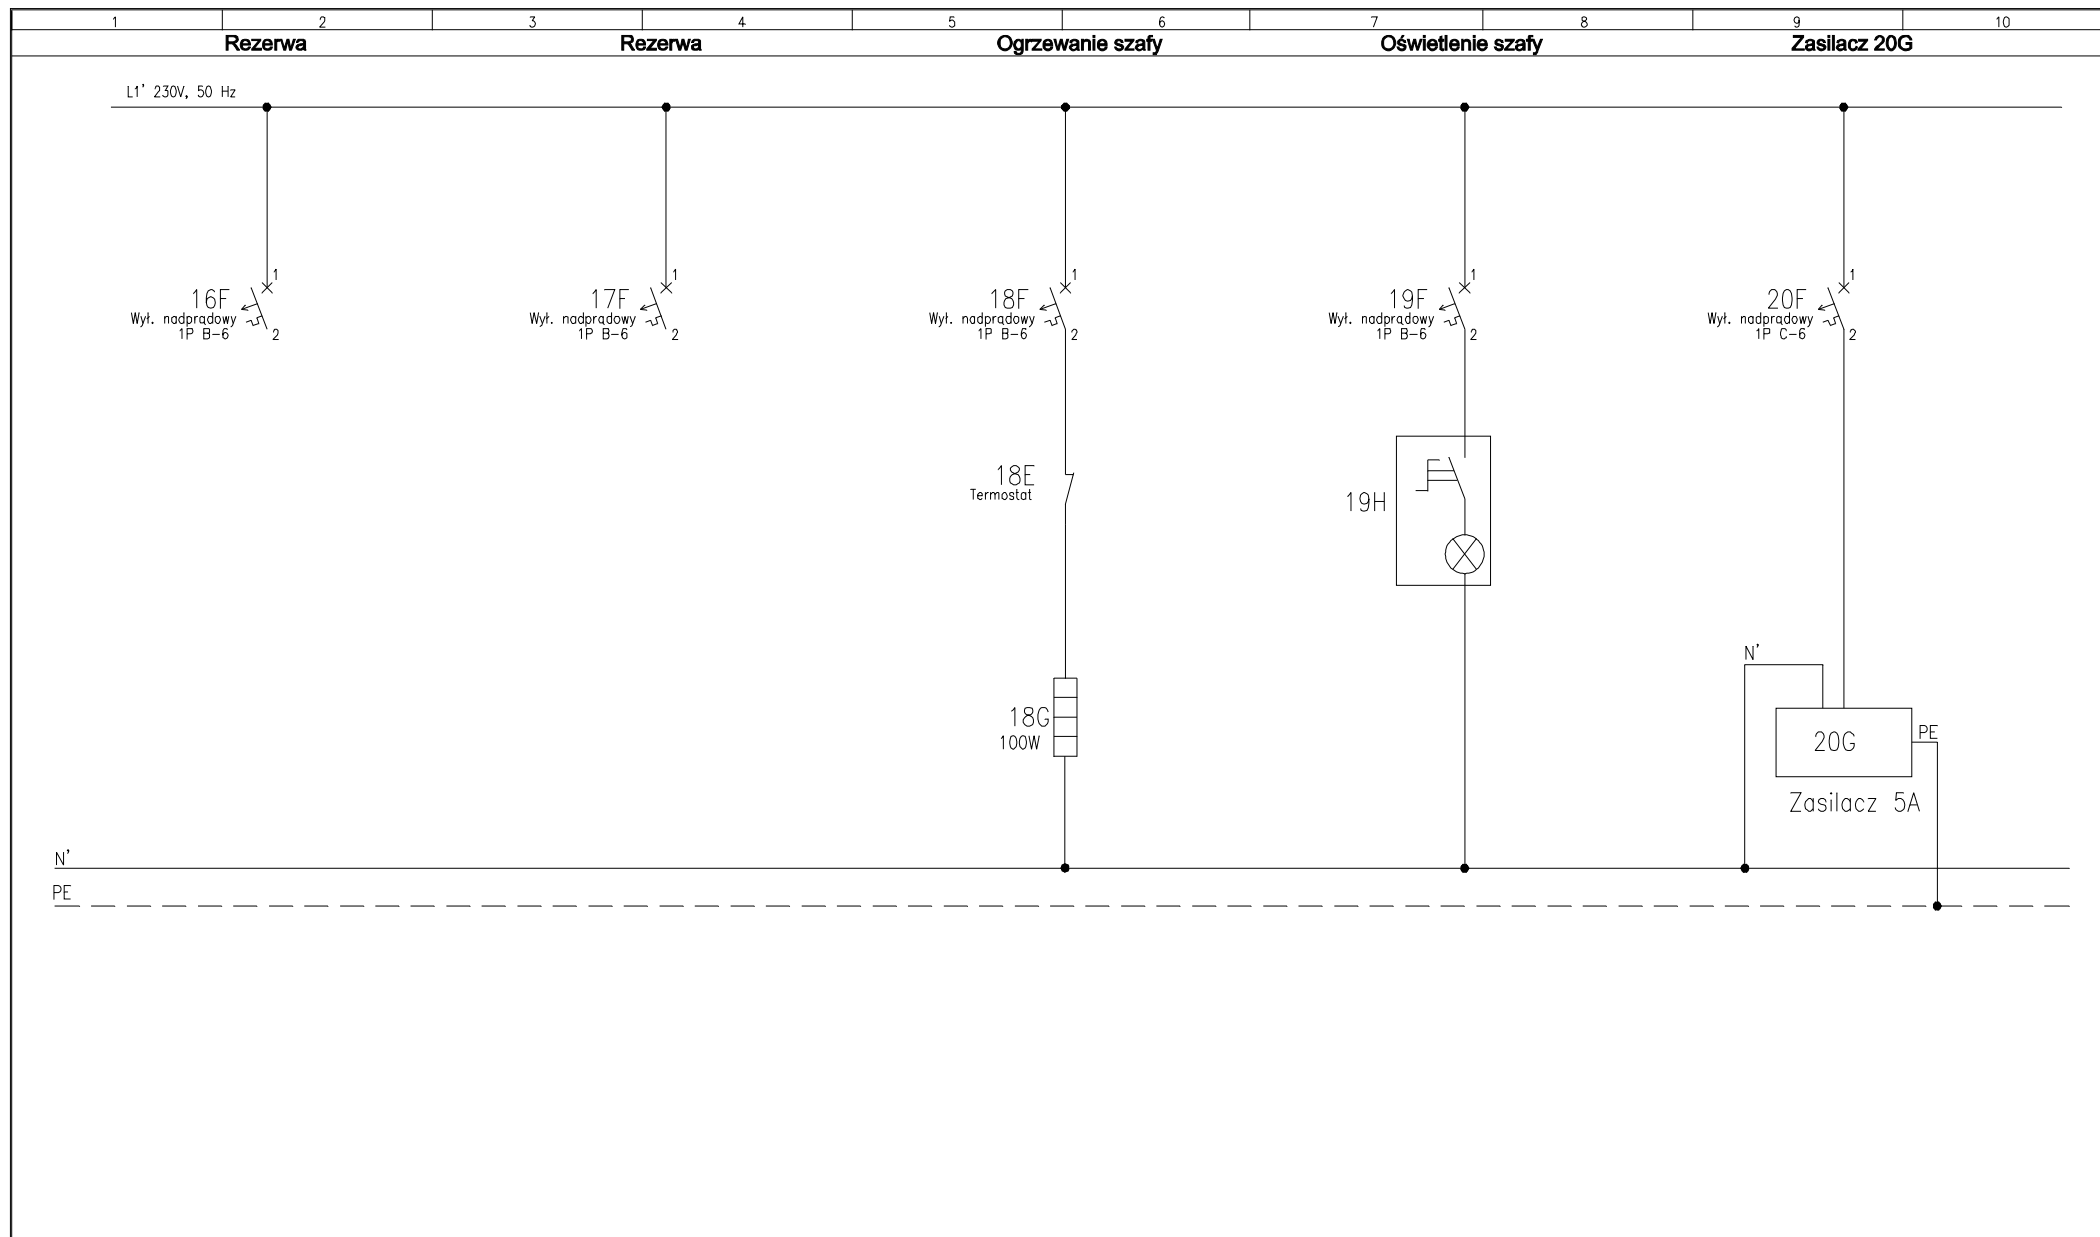 1 2 3 4 5 6 7 8 9 10
Rezerwa Rezerwa Ogrzewanie szafy Oświetlenie szafy Zasilacz 20G
L1' 230V, 50 Hz
1 1 1 1 1
16F 17F 18F 19F 20F
Wył. nadprądowy Wył. nadprądowy Wył. nadprądowy Wył. nadprądowy Wył. nadprądowy
1P B-6 1P B-6 1P B-6 1P B-6 1P C-6
2 2 2 2 2
18E
Termostat
19H
N'
18G
100W
PE
20G
Zasilacz 5A
N'
PE